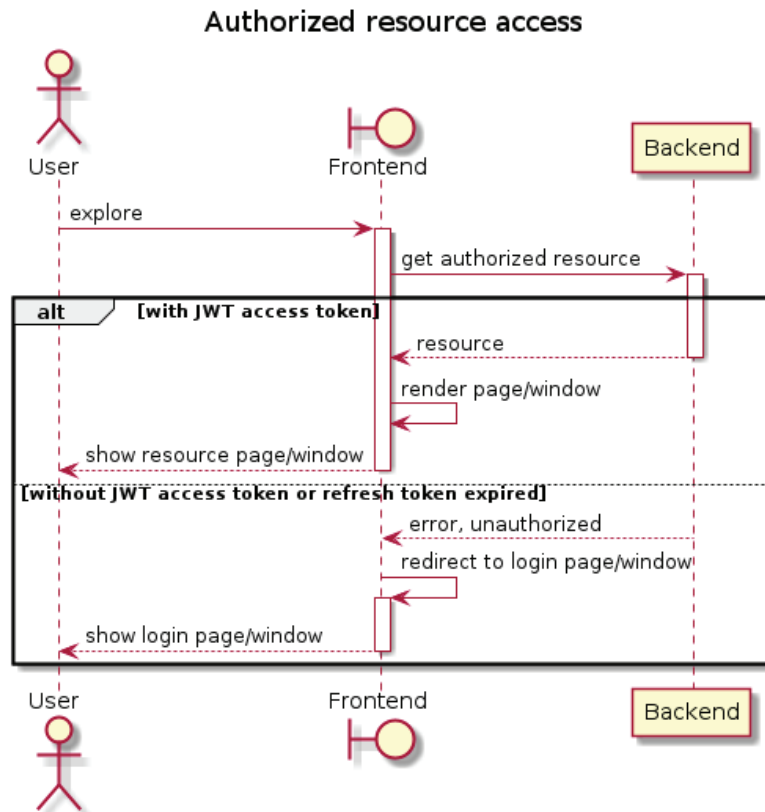 Authorized resource access
User
Frontend
Backend
explore
get authorized resource
alt
[with JWT access token]
resource
render page/window
show resource page/window
[without JWT access token or refresh token expired]
error, unauthorized
redirect to login page/window
show login page/window
User
Frontend
Backend